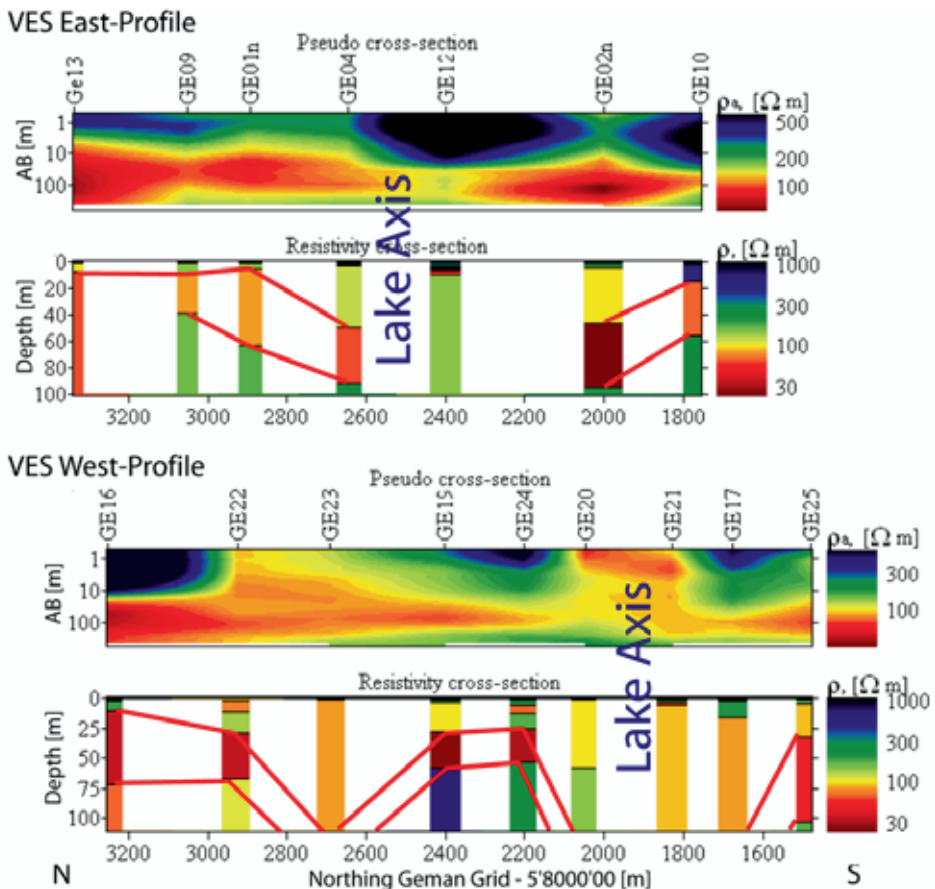 VES East-Profile
Pseudo cross-section
Ge13 GE09 GE01n GE04 GE12 GE02n GE10
ρa, [Ω m]
AB [m]
1
10
100
500
200
100
Resistivity cross-section
Lake Axis
ρ, [Ω m]
Depth [m]
0
20
40
60
80
100
1000
300
100
30
3200 3000 2800 2600 2400 2200 2000 1800
VES West-Profile
Pseudo cross-section
GE16 GE22 GE23 GE15 GE24 GE20 GE21 GE17 GE25
ρa, [Ω m]
AB [m]
1
10
100
300
100
Resistivity cross-section
Lake Axis
ρ, [Ω m]
Depth [m]
0
25
50
75
100
1000
300
100
30
3200 3000 2800 2600 2400 2200 2000 1800 1600
N Northing Geman Grid - 5'8000'00 [m] S